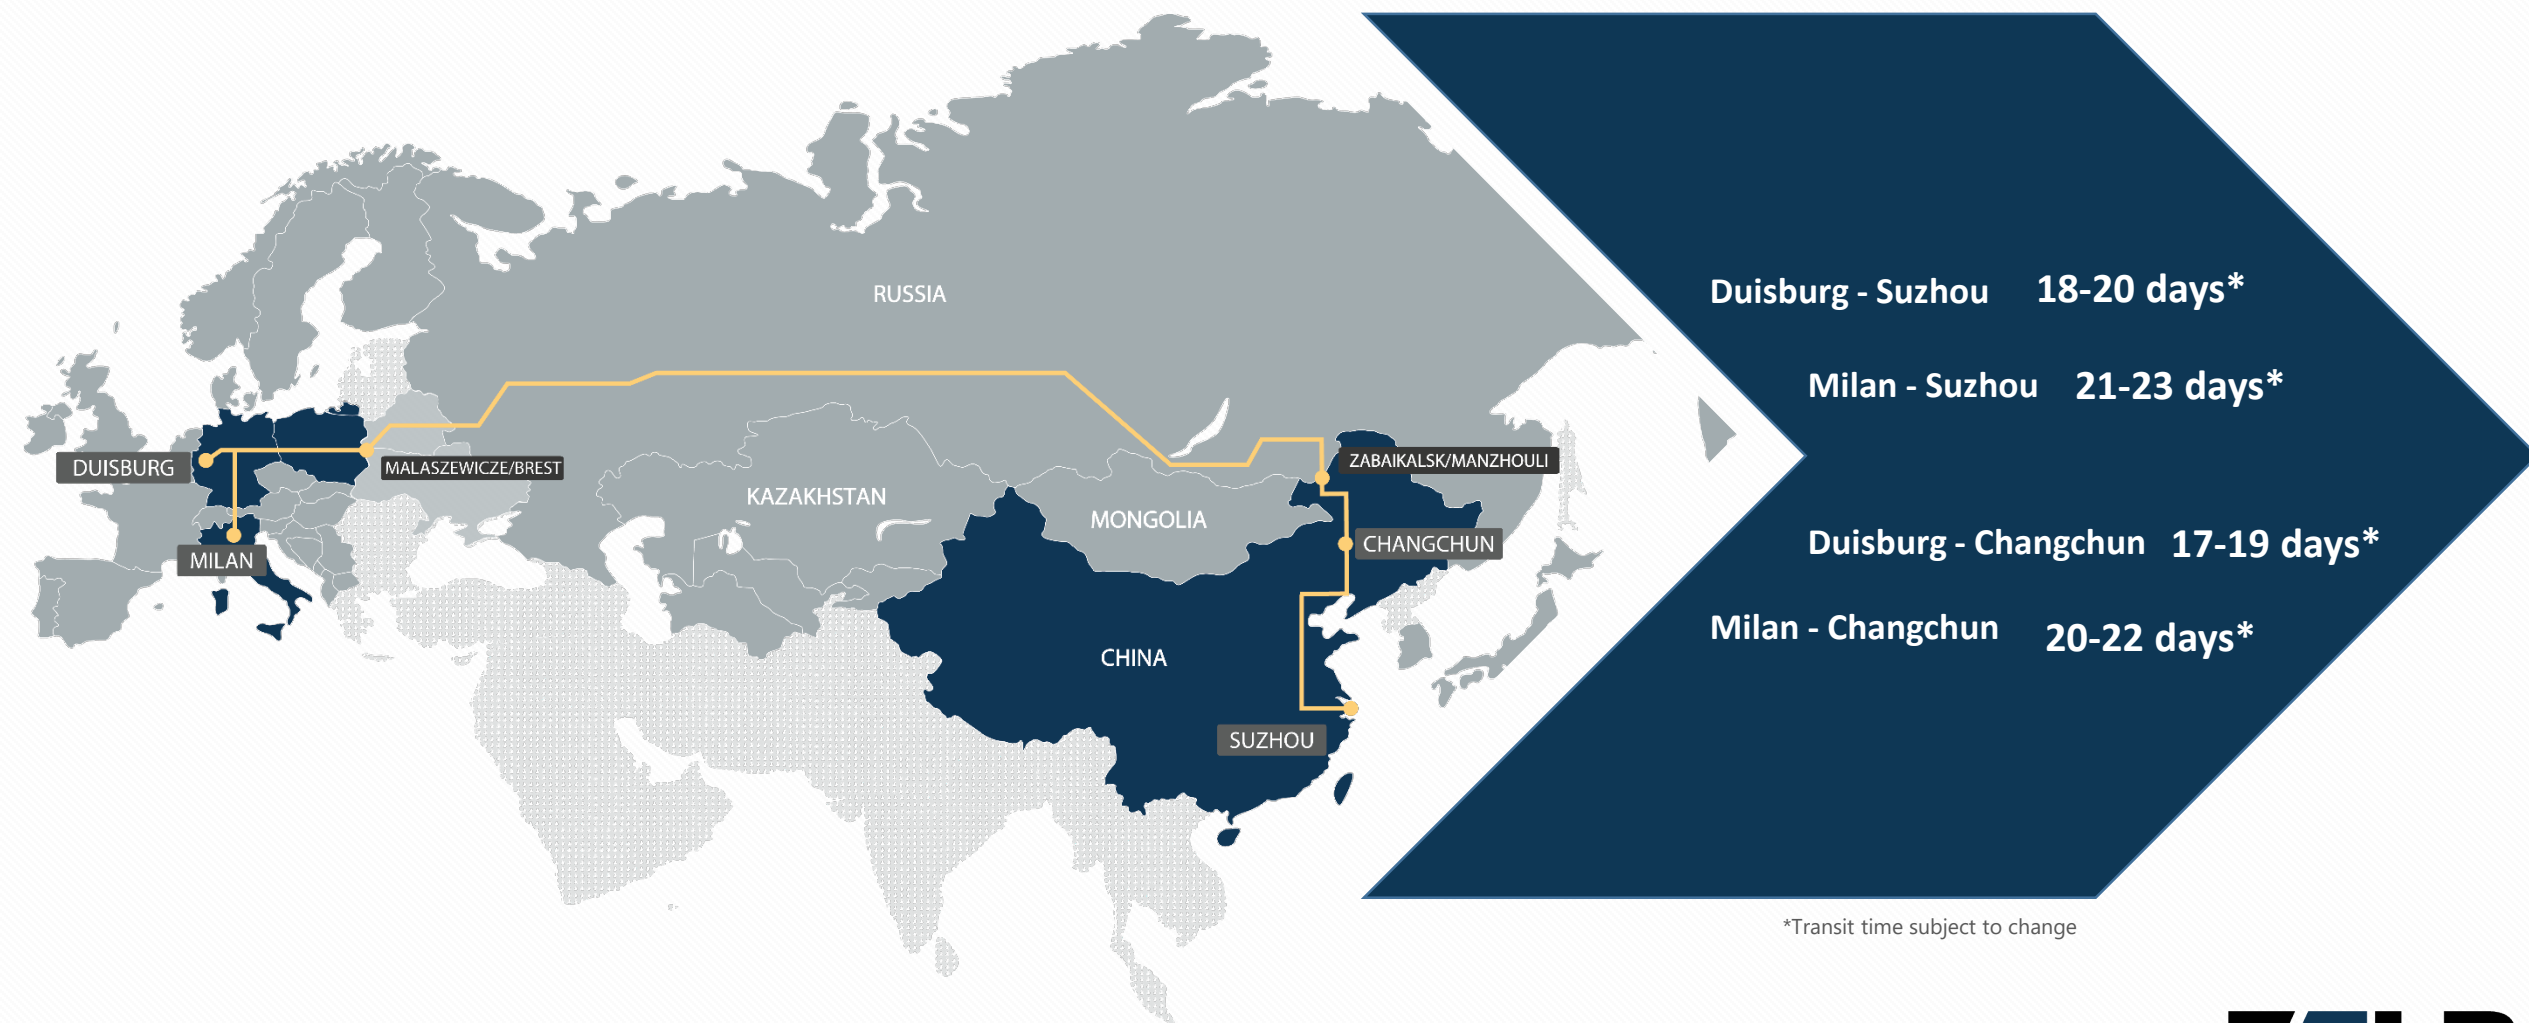 RUSSIA
DUISBURG
MALASZEWICZE/BREST
ZABAIKALSK/MANZHOULI
KAZAKHSTAN
MONGOLIA
CHANGCHUN
MILAN
CHINA
SUZHOU
Duisburg - Suzhou 18-20 days*
Milan - Suzhou 21-23 days*
Duisburg - Changchun 17-19 days*
Milan - Changchun 20-22 days*
*Transit time subject to change